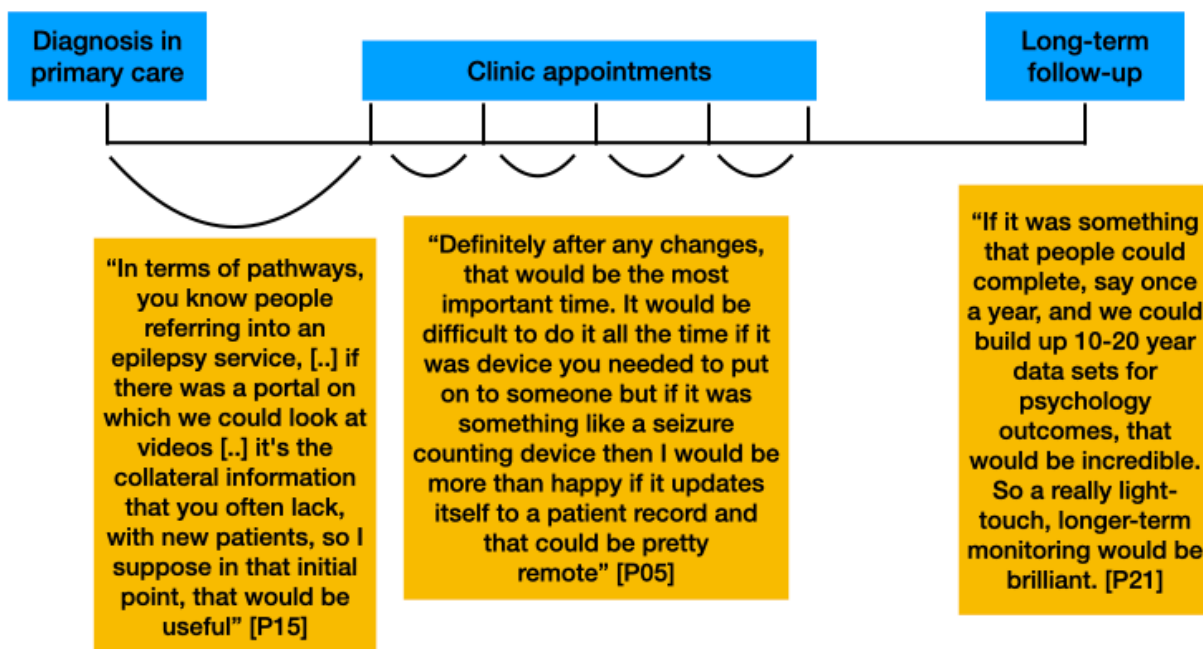 Diagnosis in
primary care
Clinic appointments
Long-term
follow-up
“In terms of pathways,
you know people
referring into an
epilepsy service, [..] if
there was a portal on
which we could look at
videos [..] it's the
collateral information
that you often lack,
with new patients, so I
suppose in that initial
point, that would be
useful” [P15]
“Definitely after any changes,
that would be the most
important time. It would be
difficult to do it all the time if it
was device you needed to put
on to someone but if it was
something like a seizure
counting device then I would be
more than happy if it updates
itself to a patient record and
that could be pretty
remote” [P05]
“If it was something
that people could
complete, say once
a year, and we could
build up 10-20 year
data sets for
psychology
outcomes, that
would be incredible.
So a really light-
touch, longer-term
monitoring would be
brilliant. [P21]